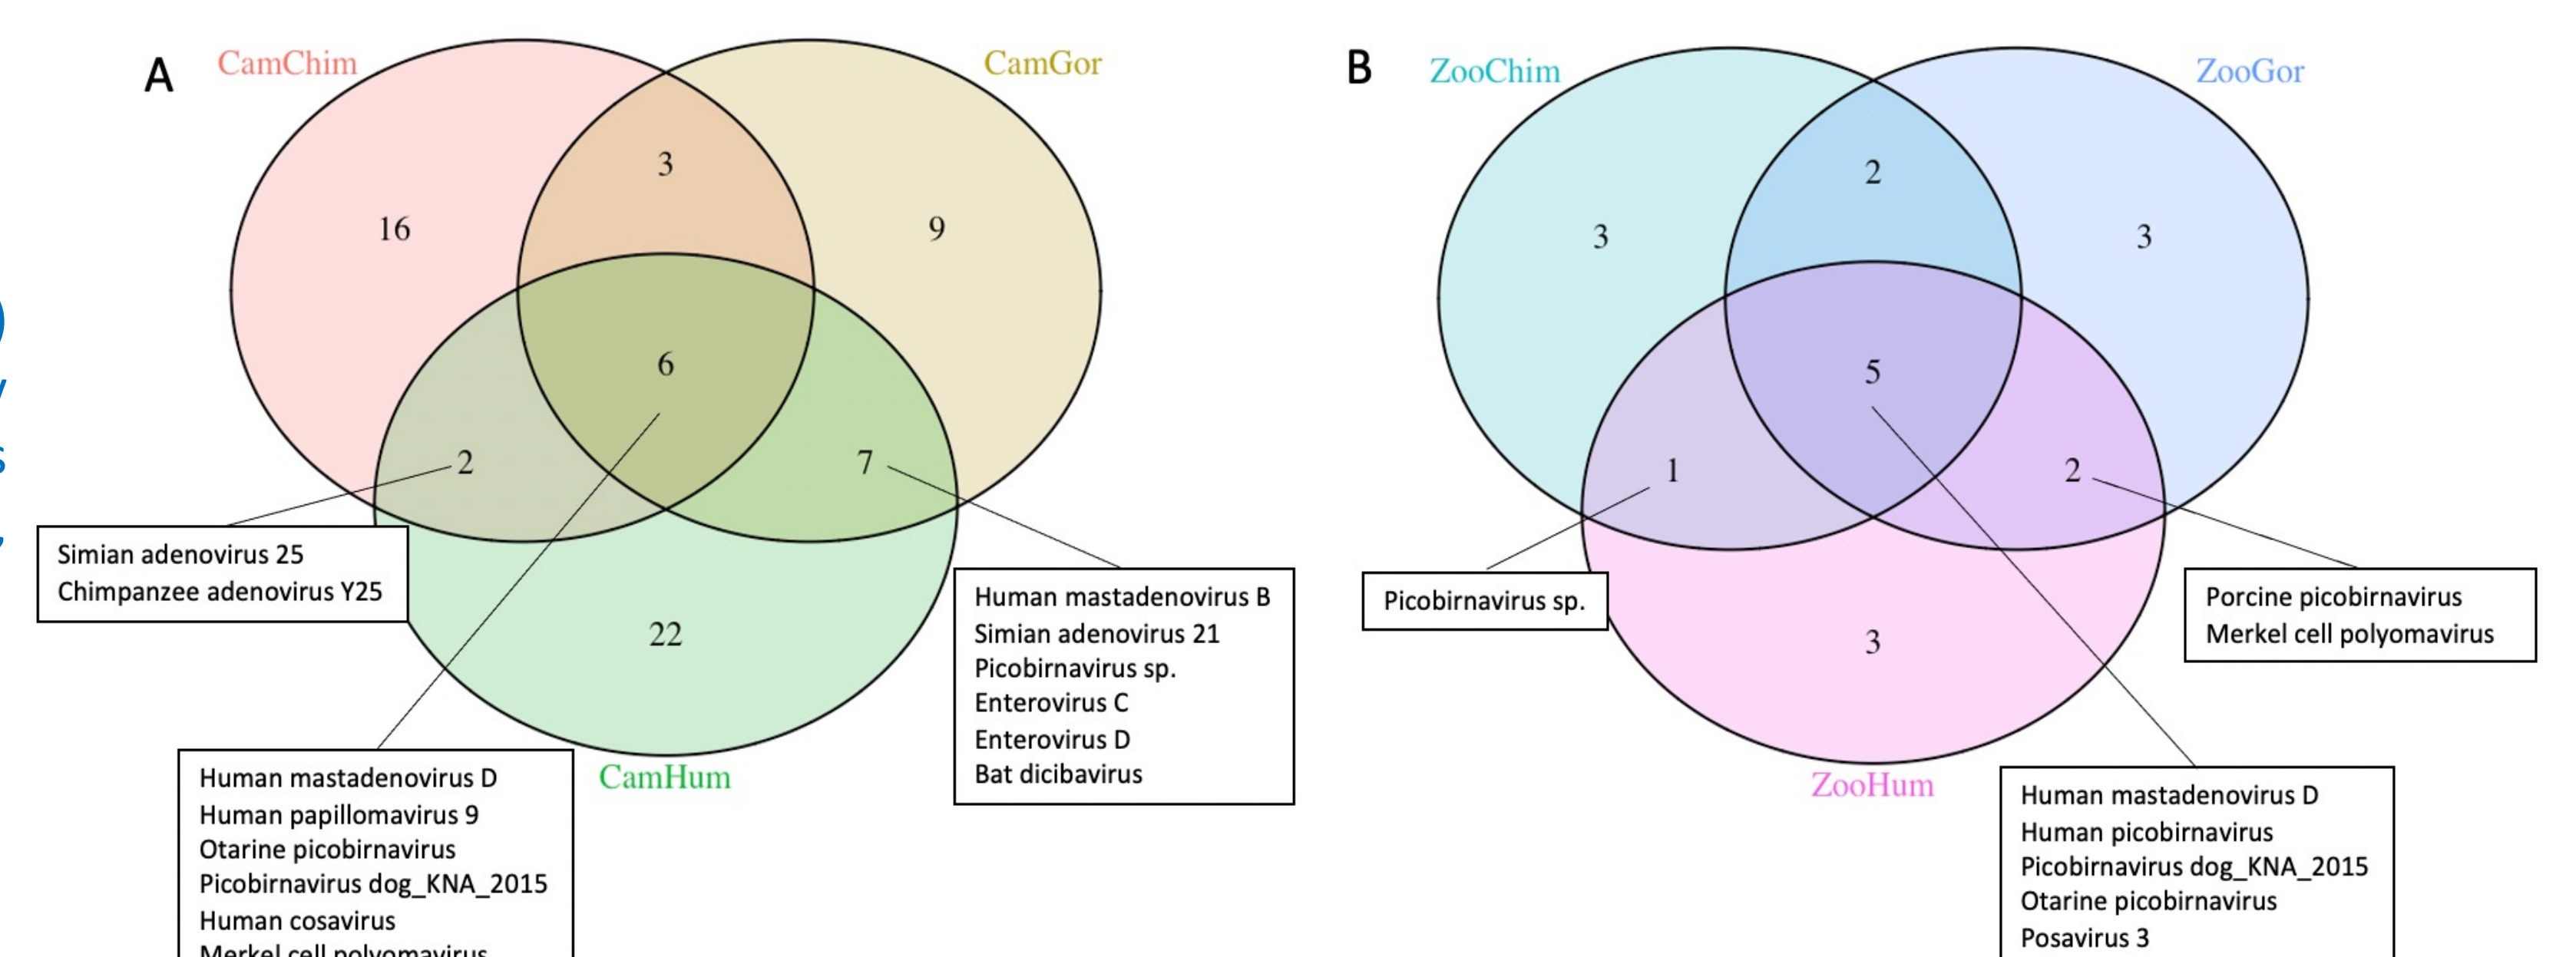 A
CamChim
CamGor
3
16
9
6
2
7
22
CamHum
Simian adenovirus 25
Chimpanzee adenovirus Y25
Human mastadenovirus B
Simian adenovirus 21
Picobirnavirus sp.
Enterovirus C
Enterovirus D
Bat dicibavirus
Human mastadenovirus D
Human papillomavirus 9
Otarine picobirnavirus
Picobirnavirus dog_KNA_2015
Human cosavirus
Merkel cell polyomavirus
B
ZooChim
ZooGor
2
3
3
5
1
2
3
ZooHum
Picobirnavirus sp.
Porcine picobirnavirus
Merkel cell polyomavirus
Human mastadenovirus D
Human picobirnavirus
Picobirnavirus dog_KNA_2015
Otarine picobirnavirus
Posavirus 3